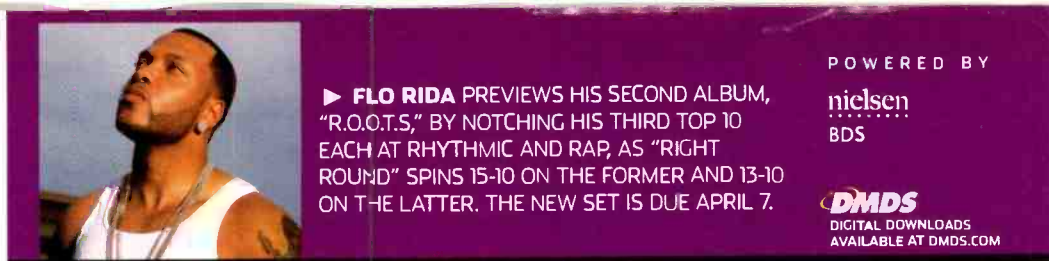 ▶ FLO RIDA PREVIEWS HIS SECOND ALBUM,
"R.O.O.T.S," BY NOTCHING HIS THIRD TOP 10
EACH AT RHYTHMIC AND RAP, AS "RIGHT
ROUND" SPINS 15-10 ON THE FORMER AND 13-10
ON THE LATTER. THE NEW SET IS DUE APRIL 7.
POWERED BY
nielsen
BDS
DMDS
DIGITAL DOWNLOADS
AVAILABLE AT DMDS.COM